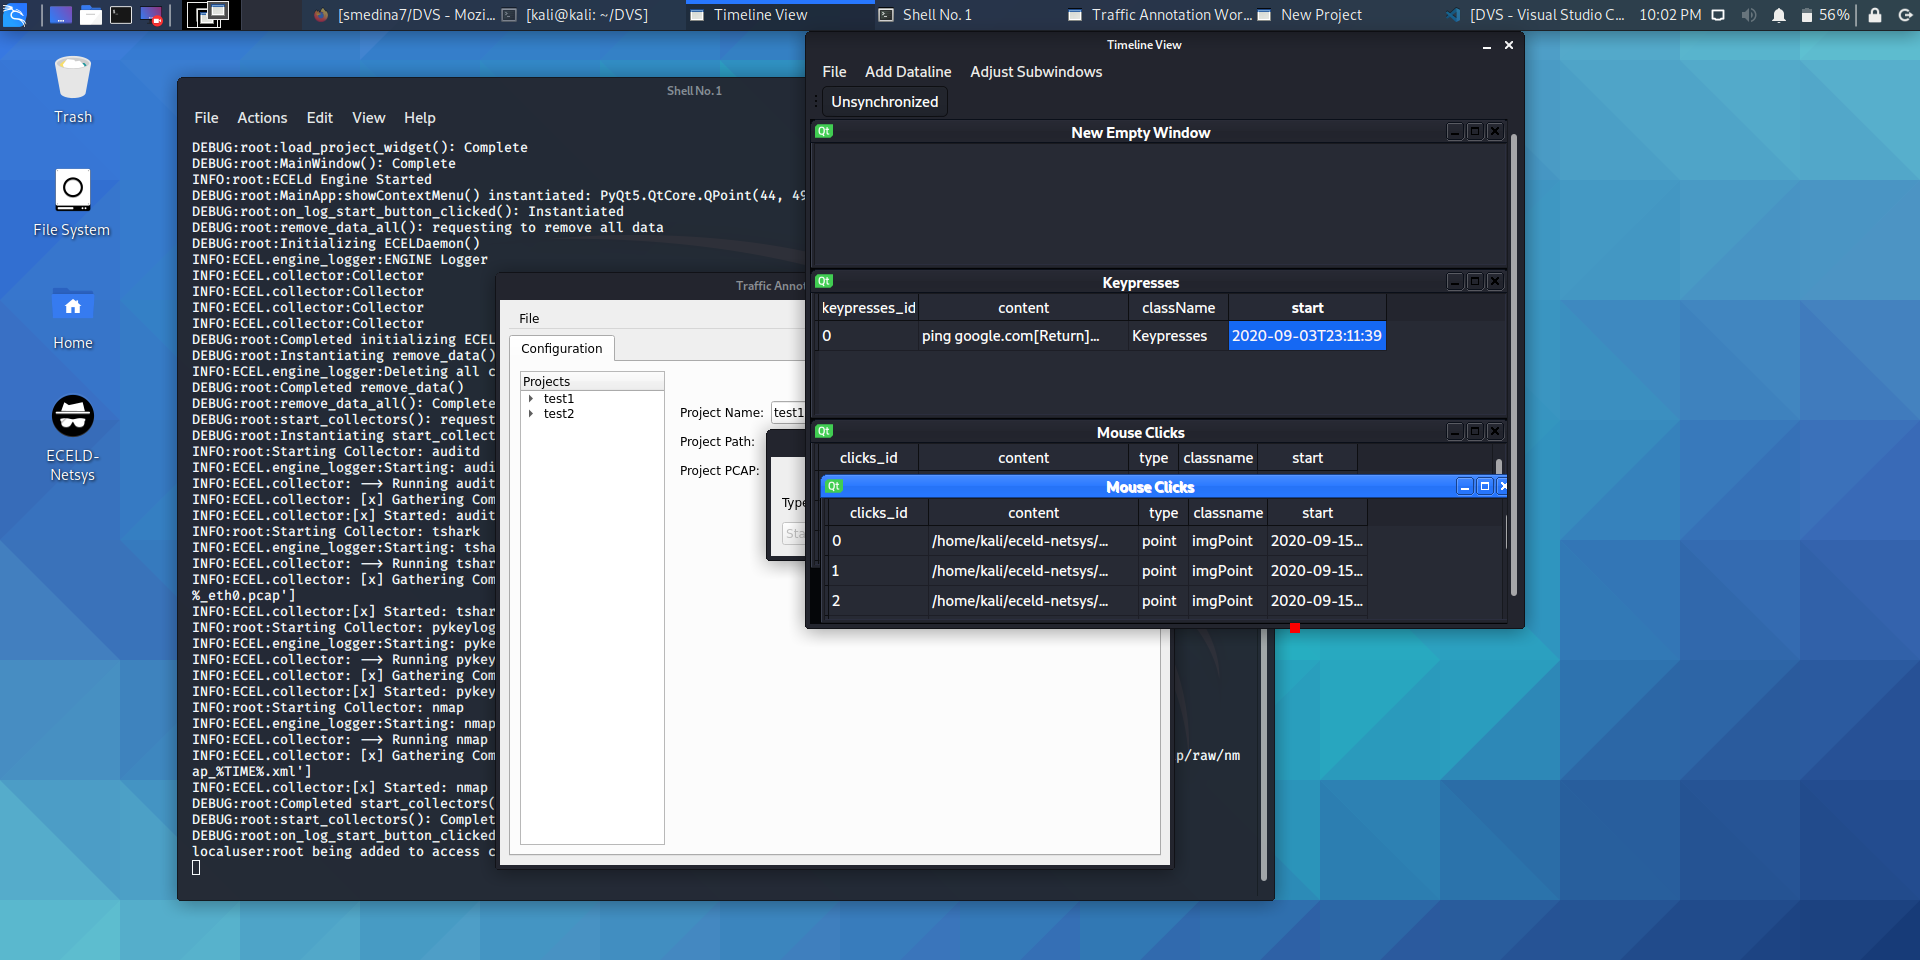 [smedina7/DVS - Mozi...
[kali@kali: ~/DVS]
Timeline View
Shell No. 1
Traffic Annotation Wor...
New Project
[DVS - Visual Studio C...
10:02 PM
56%
Trash
File System
Home
ECELD-
Netsys
Shell No. 1
File Actions Edit View Help
DEBUG:root:load_project_widget(): Complete
DEBUG:root:MainWindow(): Complete
INFO:root:ECELd Engine Started
DEBUG:root:MainApp:showContextMenu() instantiated: PyQt5.QtCore.QPoint(44, 49
DEBUG:root:on_log_start_button_clicked(): Instantiated
DEBUG:root:remove_data_all(): requesting to remove all data
DEBUG:root:Initializing ECELDaemon()
INFO:ECEL.engine_logger:ENGINE Logger
INFO:ECEL.collector:Collector
INFO:ECEL.collector:Collector
INFO:ECEL.collector:Collector
INFO:ECEL.collector:Collector
DEBUG:root:Completed initializing ECEL
DEBUG:root:Instantiating remove_data()
INFO:ECEL.engine_logger:Deleting all c
DEBUG:root:Completed remove_data()
DEBUG:root:remove_data_all(): Complete
DEBUG:root:start_collectors(): request
DEBUG:root:Instantiating start_collect
INFO:root:Starting Collector: auditd
INFO:ECEL.engine_logger:Starting: audi
INFO:ECEL.collector: --> Running audit
INFO:ECEL.collector: [x] Gathering Com
INFO:ECEL.collector:[x] Started: audit
INFO:root:Starting Collector: tshark
INFO:ECEL.engine_logger:Starting: tsha
INFO:ECEL.collector: --> Running tshar
INFO:ECEL.collector: [x] Gathering Com
%_eth0.pcap']
INFO:ECEL.collector:[x] Started: tshar
INFO:root:Starting Collector: pykeylog
INFO:ECEL.engine_logger:Starting: pyke
INFO:ECEL.collector: --> Running pykey
INFO:ECEL.collector: [x] Gathering Com
INFO:ECEL.collector:[x] Started: pykey
INFO:root:Starting Collector: nmap
INFO:ECEL.engine_logger:Starting: nmap
INFO:ECEL.collector: --> Running nmap
INFO:ECEL.collector: [x] Gathering Com
p/raw/nm
ap_%TIME%.xml']
INFO:ECEL.collector:[x] Started: nmap
DEBUG:root:Completed start_collectors(
DEBUG:root:start_collectors(): Complet
DEBUG:root:on_log_start_button_clicked
localuser:root being added to access c
Traffic Annot
File
Configuration
Projects
test1
test2
Project Name: test1
Project Path:
Project PCAP:
Type
Sta
Timeline View
File Add Dataline Adjust Subwindows
Unsynchronized
Qt New Empty Window
Qt Keypresses
keypresses_id content className start
0 ping google.com[Return]... Keypresses 2020-09-03T23:11:39
Qt Mouse Clicks
clicks_id content type classname start
Qt Mouse Clicks
clicks_id content type classname start
0 /home/kali/eceld-netsys/... point imgPoint 2020-09-15...
1 /home/kali/eceld-netsys/... point imgPoint 2020-09-15...
2 /home/kali/eceld-netsys/... point imgPoint 2020-09-15...